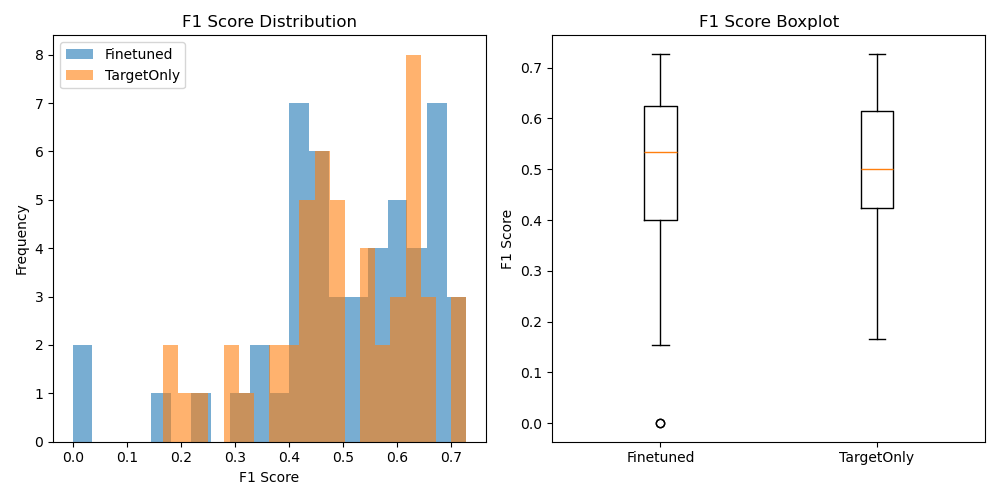 F1 Score Distribution
Finetuned
TargetOnly
Frequency
8
7
6
5
4
3
2
1
0
0.0 0.1 0.2 0.3 0.4 0.5 0.6 0.7
F1 Score
F1 Score Boxplot
F1 Score
0.7
0.6
0.5
0.4
0.3
0.2
0.1
0.0
Finetuned TargetOnly